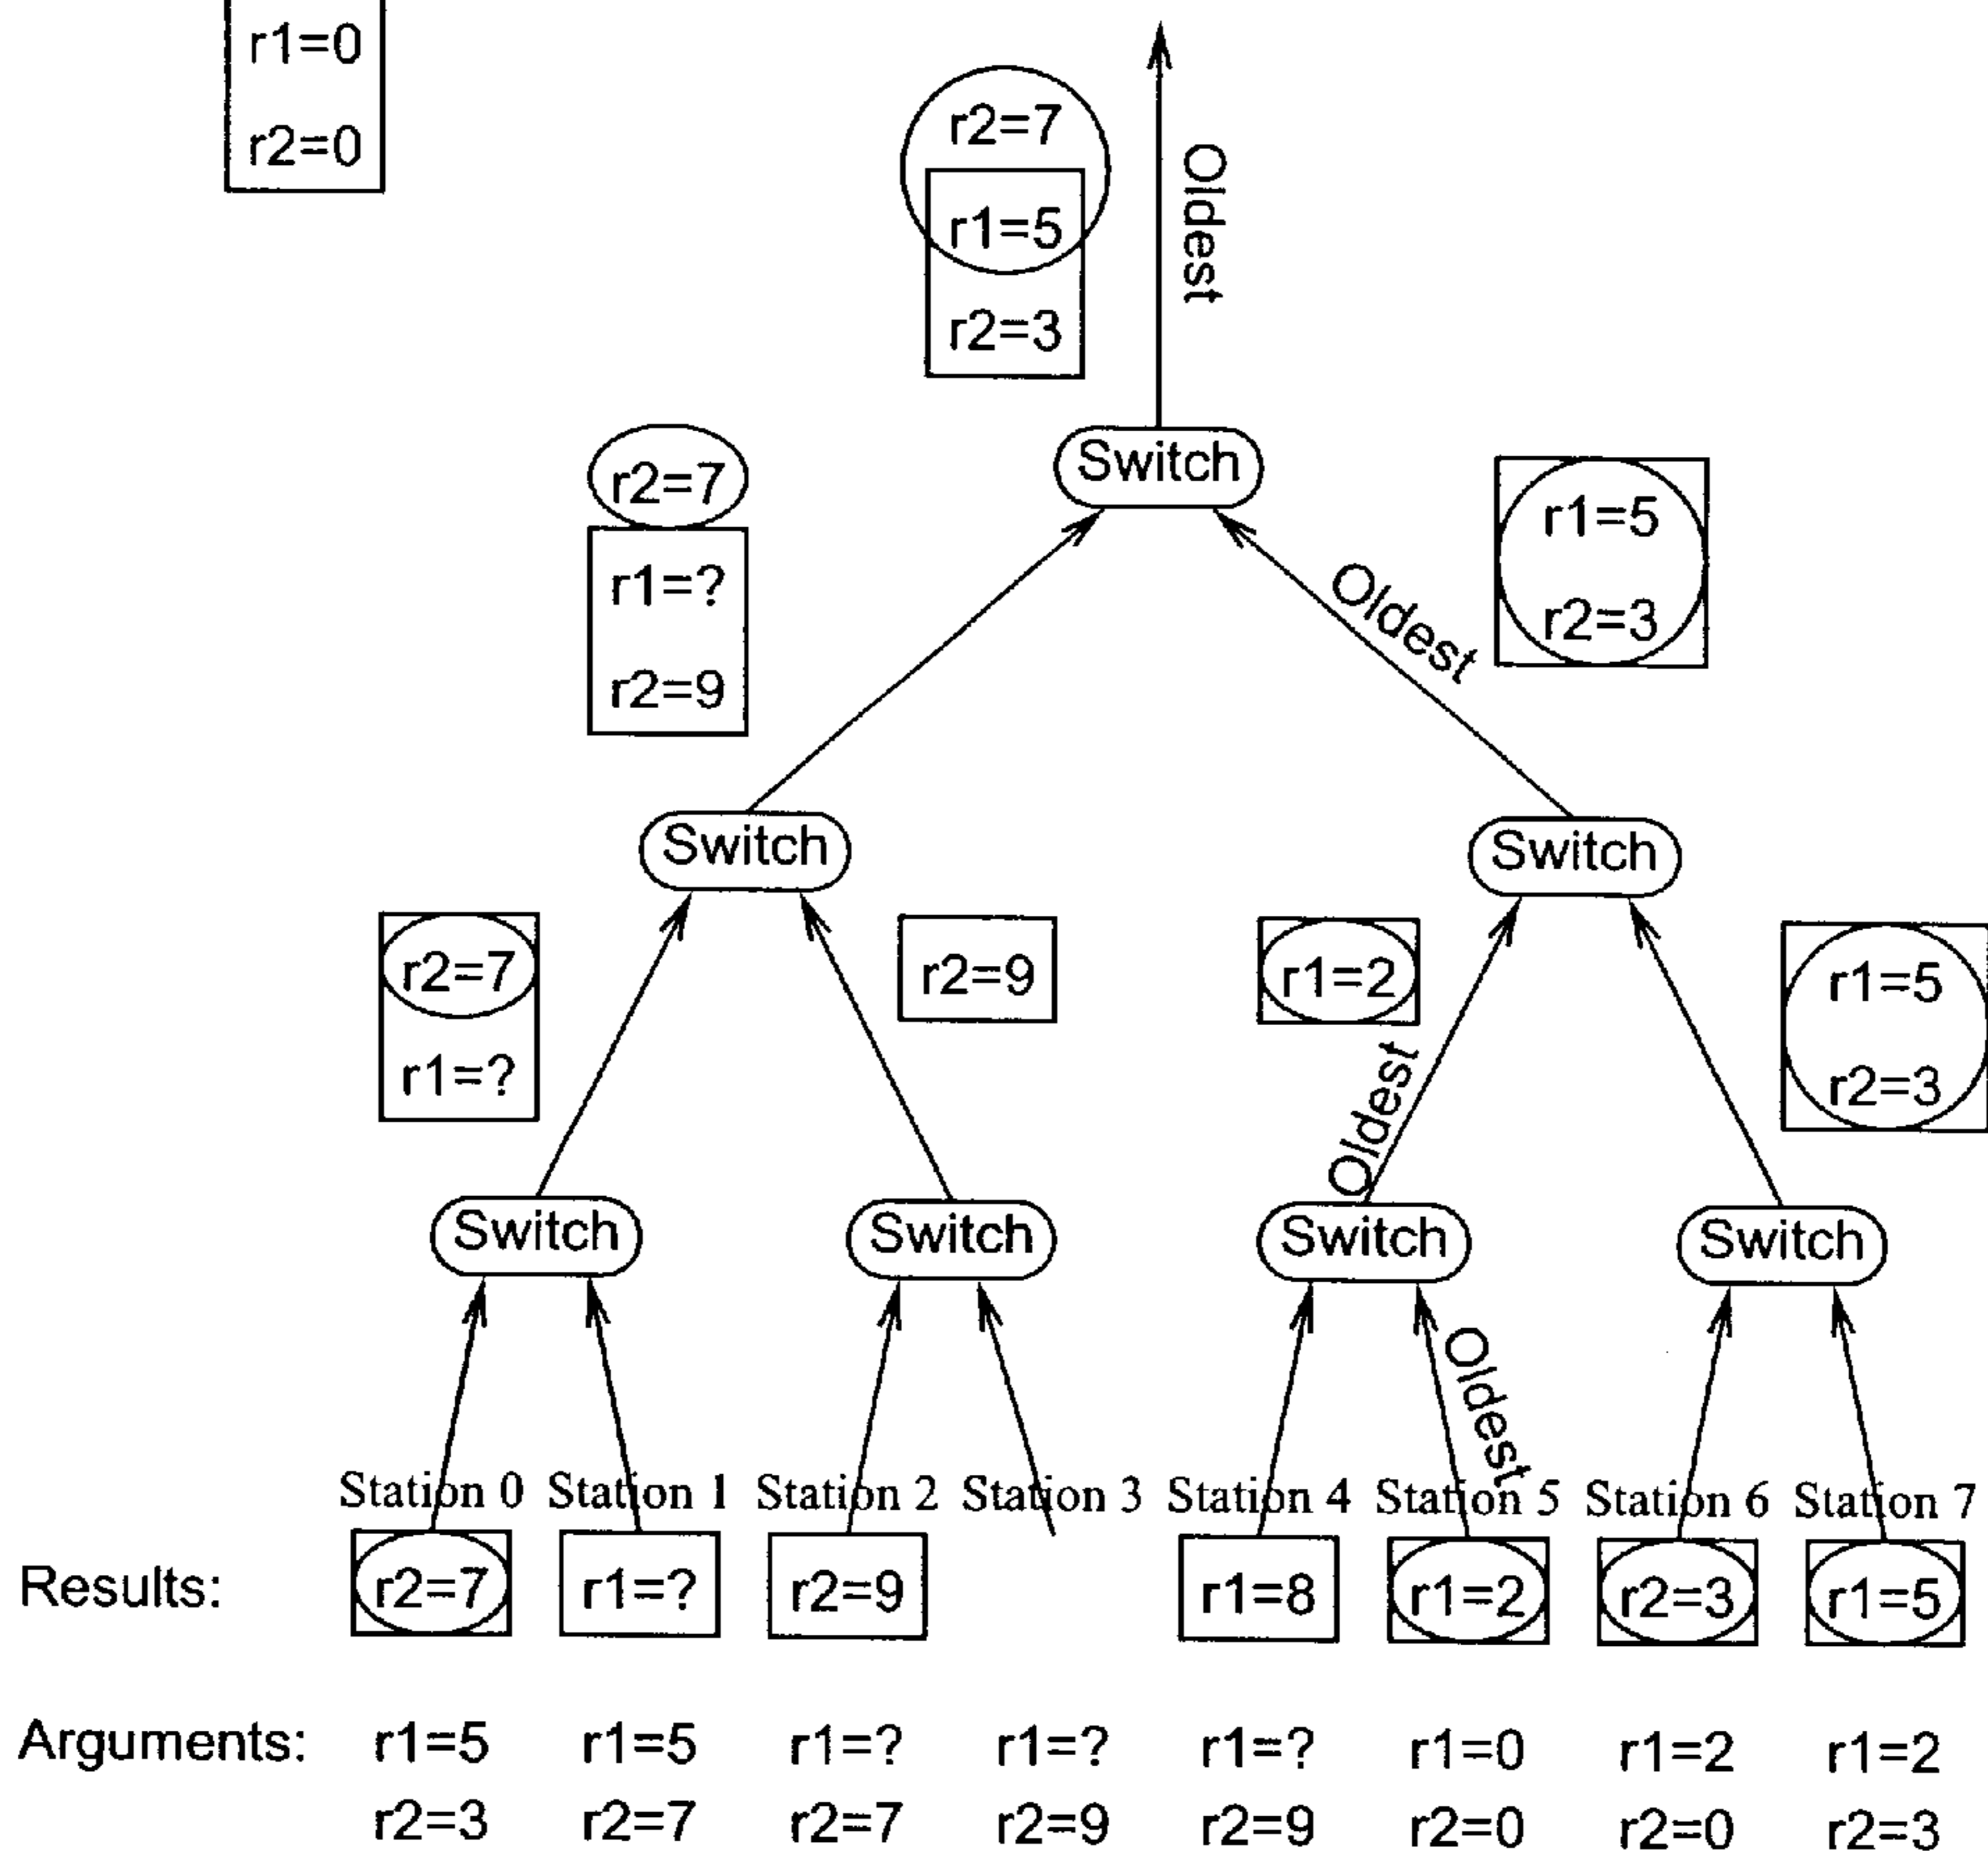 r1=0
r2=0
r2=7
r1=5
r2=3
Oldest
Switch
r2=7
r1=?
r2=9
Oldest
r1=5
r2=3
Switch
Switch
r2=7
r1=?
r2=9
r1=2
Oldest
r1=5
r2=3
Switch
Switch
Switch
Switch
Oldest
Station 0 Station 1 Station 2 Station 3 Station 4 Station 5 Station 6 Station 7
Results: r2=7 r1=? r2=9 r1=8 r1=2 r2=3 r1=5
Arguments: r1=5 r1=5 r1=? r1=? r1=? r1=0 r1=2 r1=2
r2=3 r2=7 r2=7 r2=9 r2=9 r2=0 r2=0 r2=3